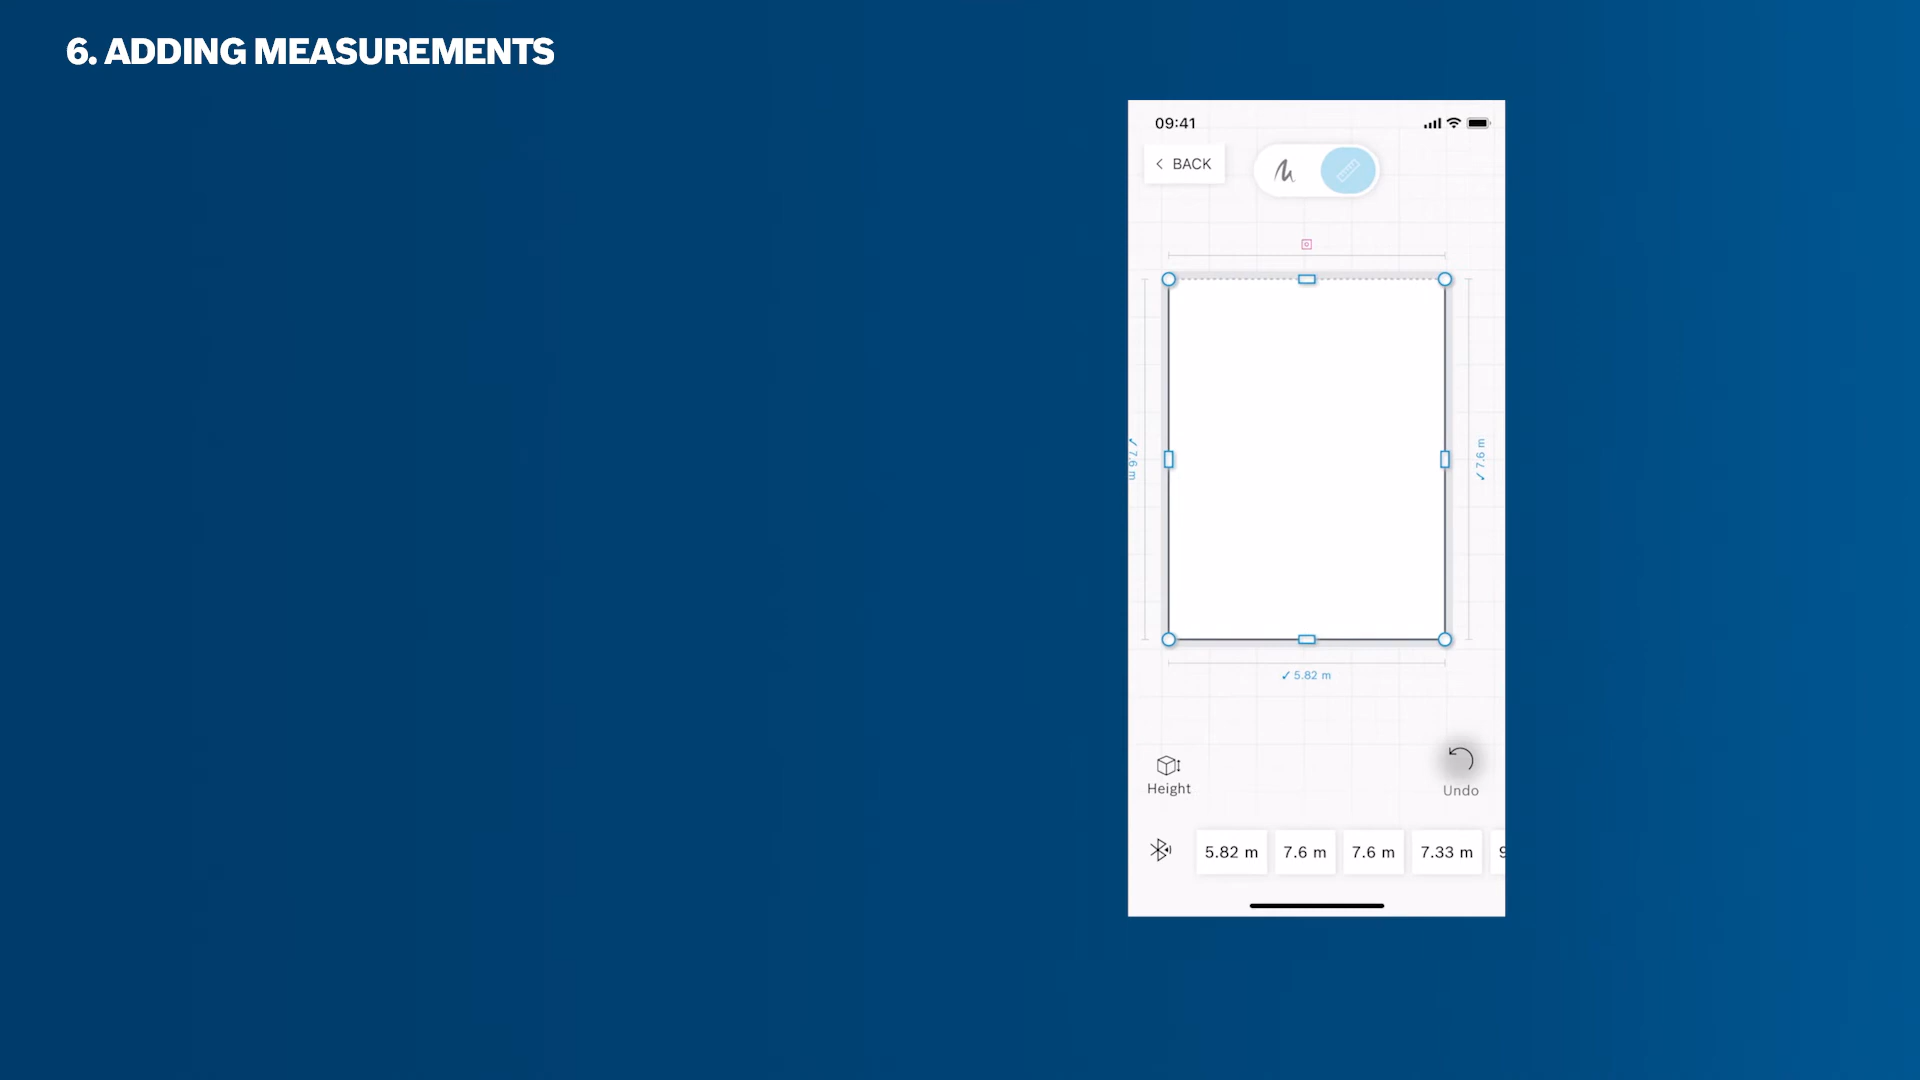 6. ADDING MEASUREMENTS
09:41
BACK
✓ 7.6 m
✓ 7.6 m
✓ 5.82 m
Height
Undo
5.82 m 7.6 m 7.6 m 7.33 m